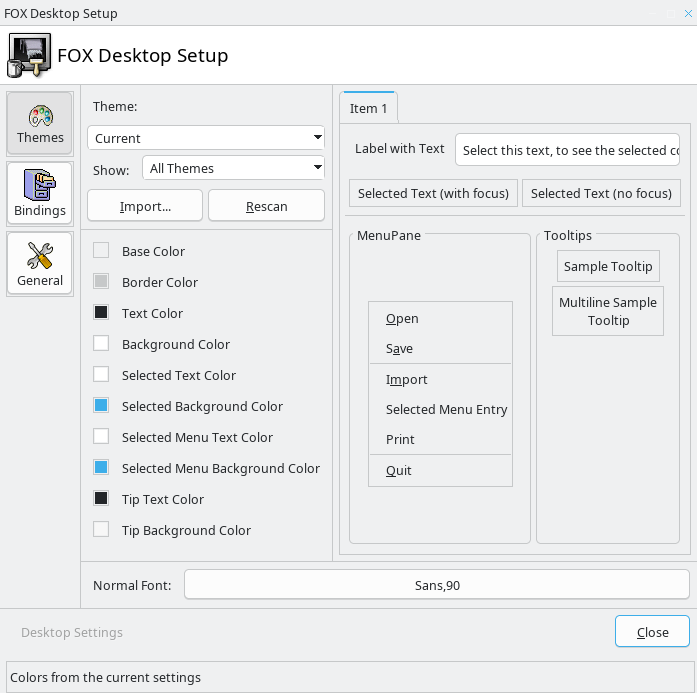 FOX Desktop Setup
FOX Desktop Setup
Themes
Bindings
General
Theme:
Current
Show:
All Themes
Import...
Rescan
Base Color
Border Color
Text Color
Background Color
Selected Text Color
Selected Background Color
Selected Menu Text Color
Selected Menu Background Color
Tip Text Color
Tip Background Color
Item 1
Label with Text
Select this text, to see the selected co
Selected Text (with focus)
Selected Text (no focus)
MenuPane
Open
Save
Import
Selected Menu Entry
Print
Quit
Tooltips
Sample Tooltip
Multiline Sample
Tooltip
Normal Font:
Sans,90
Desktop Settings
Close
Colors from the current settings